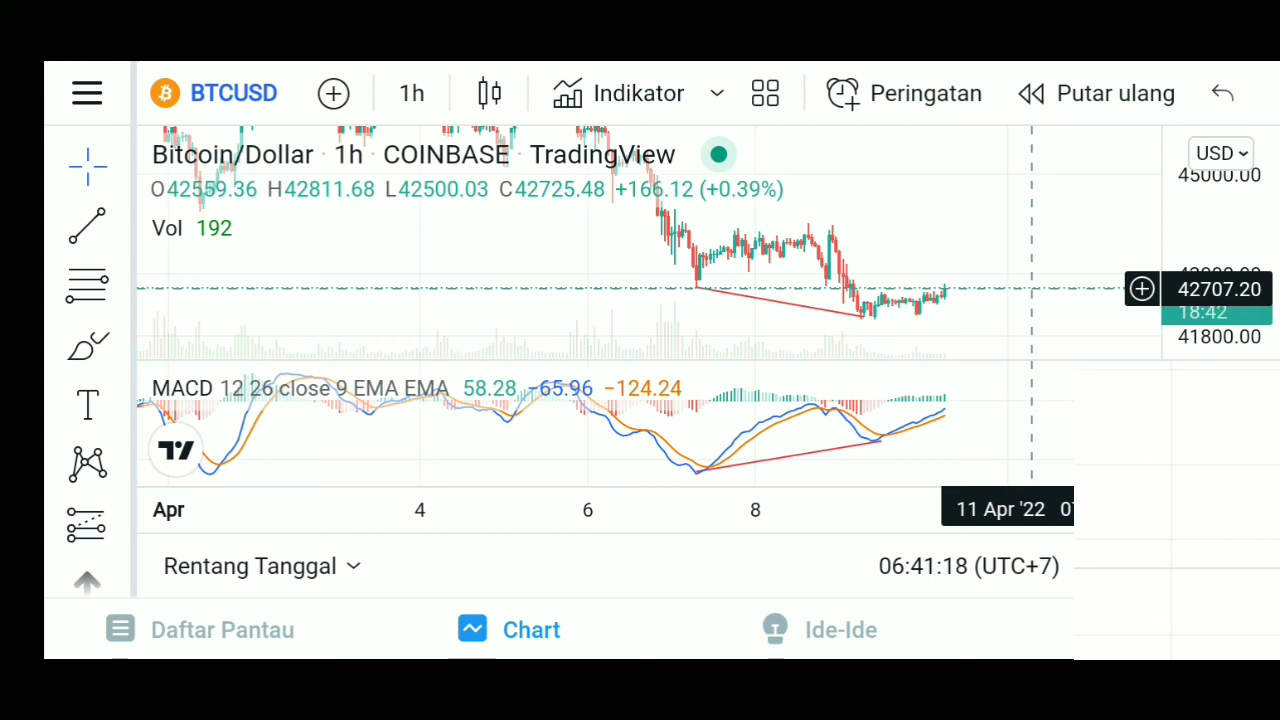 BTCUSD 1h Indikator Peringatan Putar ulang
Bitcoin/Dollar · 1h · COINBASE · TradingView
USD
45000.00
O42559.36 H42811.68 L42500.03 C42725.48 +166.12 (+0.39%)
Vol 192
42707.20
18:42
41800.00
MACD 12 26 close 9 EMA EMA 58.28 −65.96 −124.24
T
Apr 4 6 8 11 Apr '22
Rentang Tanggal 06:41:18 (UTC+7)
Daftar Pantau Chart Ide-Ide